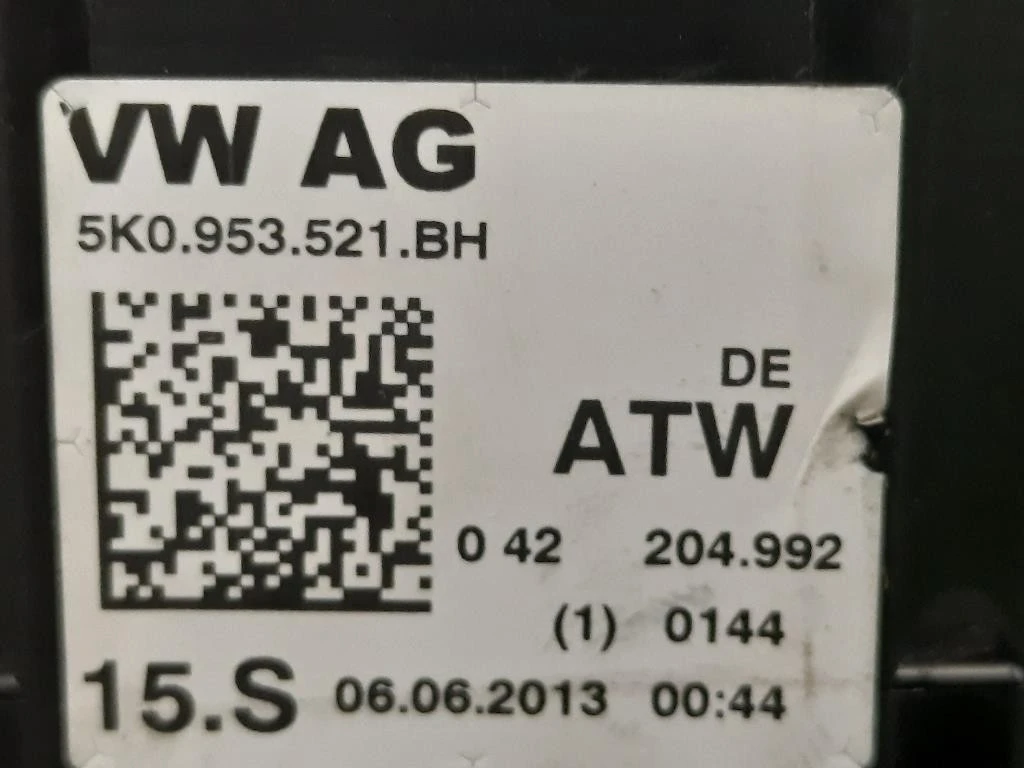 VW AG
5K0.953.521.BH
DE
ATW
0 42 204.992
(1) 0144
15.S 06.06.2013 00:44